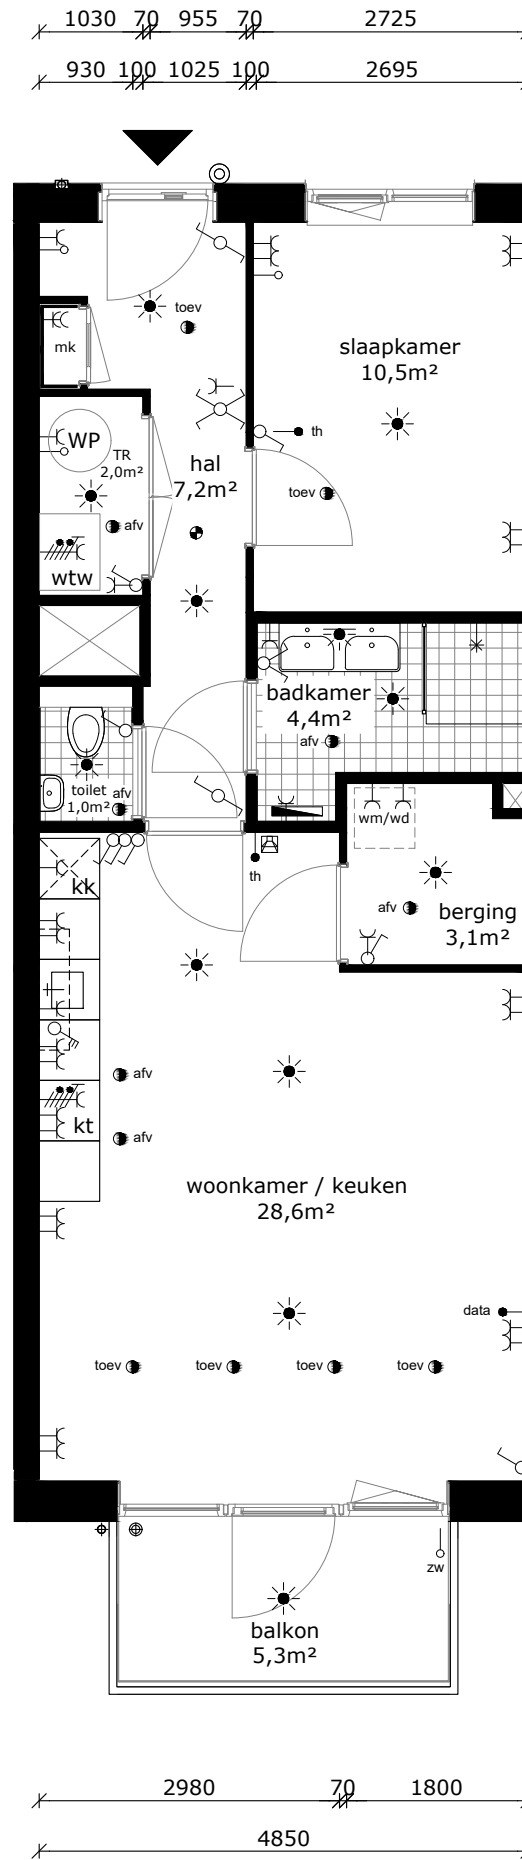 1030 70 955 70 2725
930 100 1025 100 2695
toev
mk
slaapkamer
10,5m²
th
WP
TR
2,0m²
hal
7,2m²
toev
afv
wtw
badkamer
4,4m²
afv
toilet
1,0m²
afv
wm/wd
th
kk
afv
berging
3,1m²
afv
kt
afv
woonkamer / keuken
28,6m²
data
toev toev toev toev
zw
balkon
5,3m²
2980 70 1800
4850